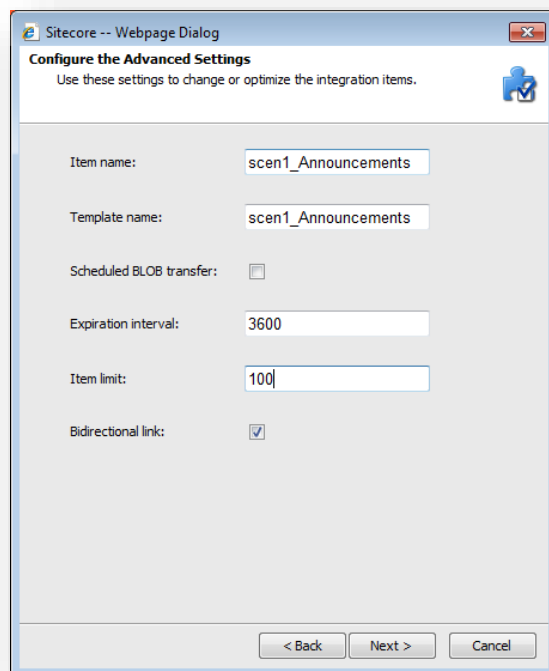 Sitecore -- Webpage Dialog
Configure the Advanced Settings
Use these settings to change or optimize the integration items.
Item name: scen1_Announcements
Template name: scen1_Announcements
Scheduled BLOB transfer:
Expiration interval: 3600
Item limit: 100
Bidirectional link:
< Back Next > Cancel